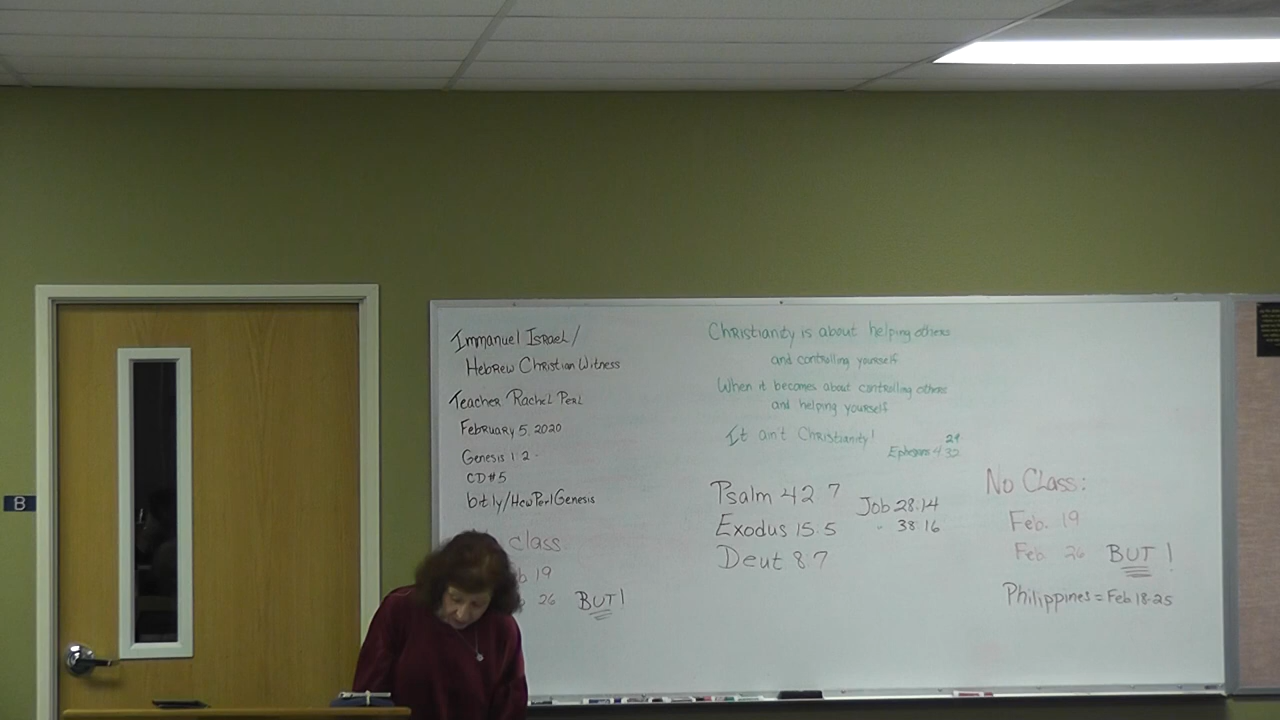 B
Immanuel Israel/
Hebrew Christian Witness
Teacher Rachel Perl
February 5, 2020
Genesis 1 2
CD#5
bit.ly/HcwPerlGenesis
class
19
26 BUT!
Christianity is about helping others
and controlling yourself
When it becomes about controlling others
and helping yourself
It ain't Christianity!
Ephesians 4 29
32
Psalm 42 7
Exodus 15.5
Deut 8 7
Job 28.14
" 38.16
No Class:
Feb. 19
Feb. 26 BUT!
Philippines = Feb 18-25